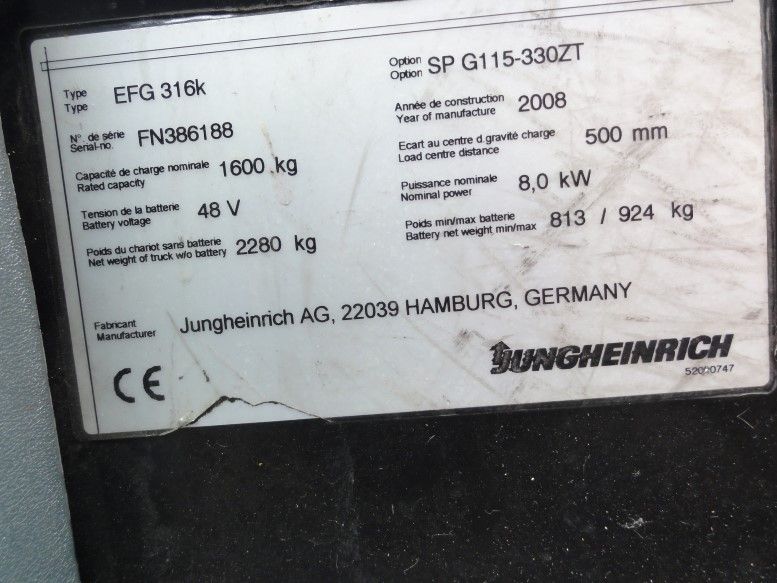 Type EFG 316k
Type
Option SP G115-330ZT
Option
N° de série FN386188
Serial-no.
Année de construction 2008
Year of manufacture
Capacité de charge nominale 1600 kg
Rated capacity
Ecart au centre d.gravité charge 500 mm
Load centre distance
Tension de la batterie 48 V
Battery voltage
Puissance nominale 8,0 kW
Nominal power
Poids du chariot sans batterie 2280 kg
Net weight of truck w/o battery
Poids min/max batterie 813 / 924 kg
Battery net weight min/max
Fabricant Jungheinrich AG, 22039 HAMBURG, GERMANY
Manufacturer
CE
JUNGHEINRICH
52000747